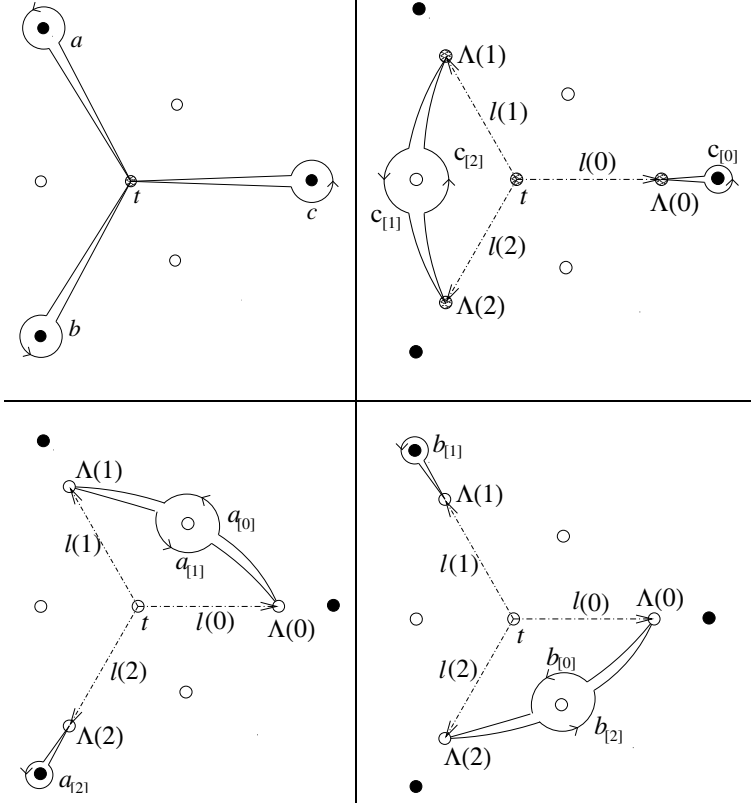 a
t
c
b
Λ(1)
l(1)
c[2]
c[0]
l(0)
t
Λ(0)
c[1]
l(2)
Λ(2)
Λ(1)
a[0]
l(1)
a[1]
t
l(0)
Λ(0)
l(2)
Λ(2)
a[2]
b[1]
Λ(1)
l(1)
l(0)
Λ(0)
t
b[0]
l(2)
b[2]
Λ(2)